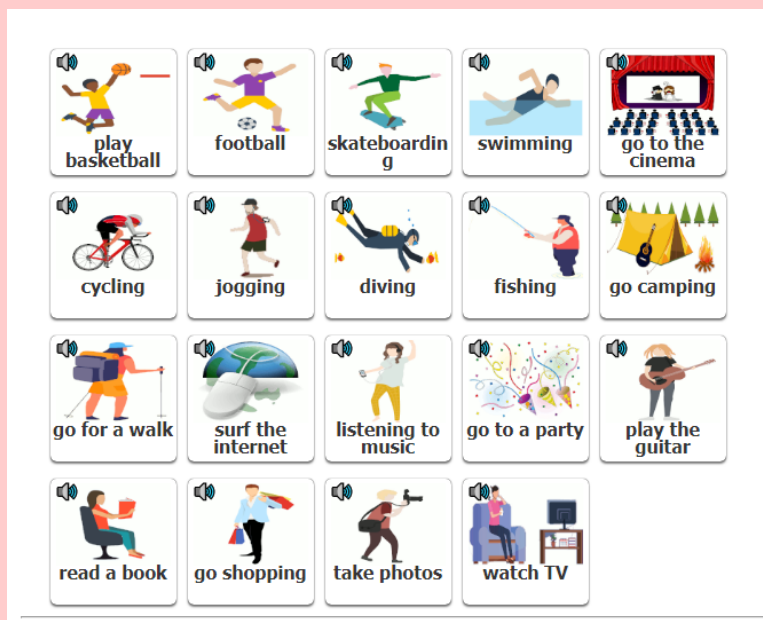 play
basketball
football
skateboardin
g
swimming
go to the
cinema
cycling
jogging
diving
fishing
go camping
go for a walk
surf the
internet
listening to
music
go to a party
play the
guitar
read a book
go shopping
take photos
watch TV